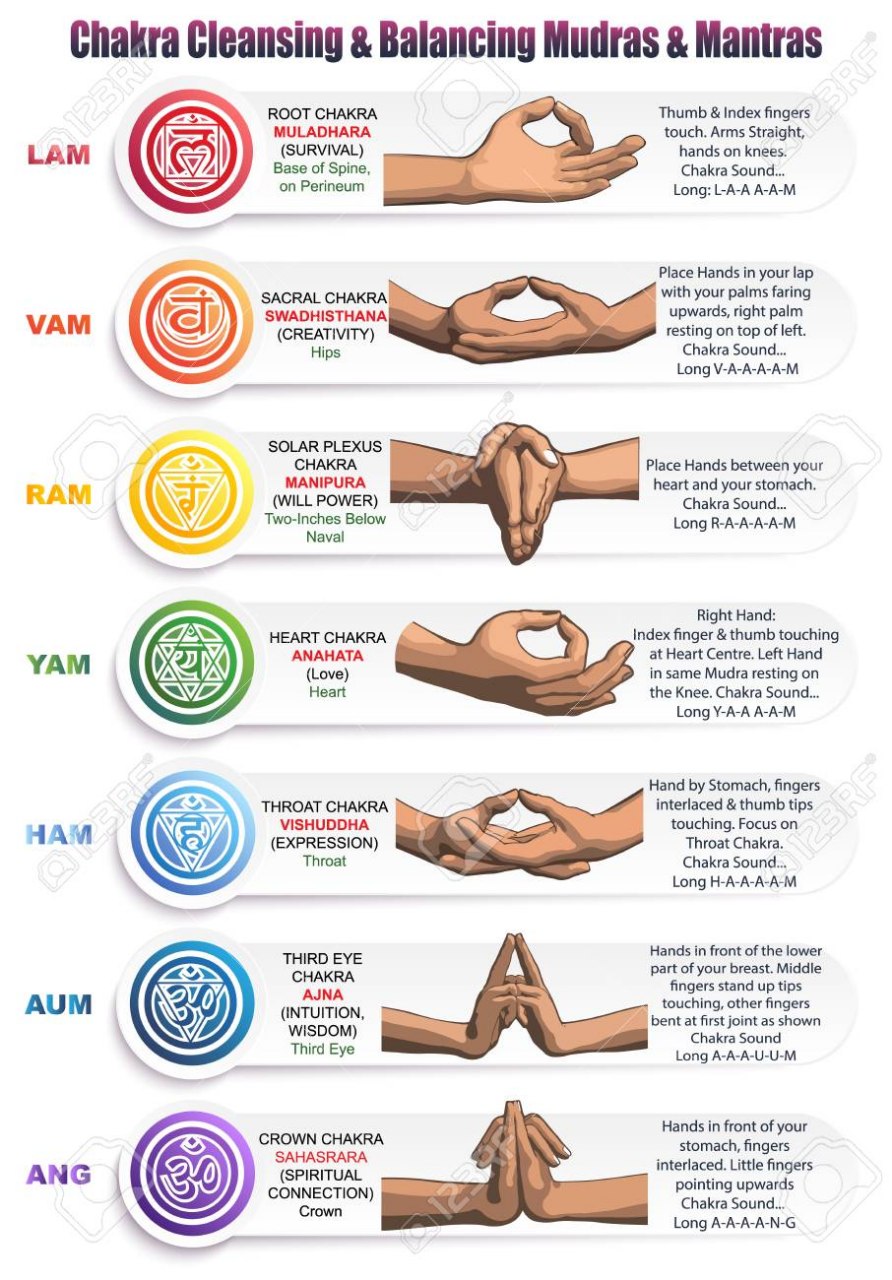 Chakra Cleansing & Balancing Mudras & Mantras
LAM
ROOT CHAKRA
MULADHARA
(SURVIVAL)
Base of Spine,
on Perineum
Thumb & Index fingers
touch. Arms Straight,
hands on knees.
Chakra Sound...
Long: L-A-A A-A-M
VAM
वं
SACRAL CHAKRA
SWADHISTHANA
(CREATIVITY)
Hips
Place Hands in your lap
with your palms faring
upwards, right palm
resting on top of left.
Chakra Sound...
Long V-A-A-A-A-M
RAM
रं
SOLAR PLEXUS
CHAKRA
MANIPURA
(WILL POWER)
Two-Inches Below
Naval
Place Hands between your
heart and your stomach.
Chakra Sound...
Long R-A-A-A-A-M
YAM
यं
HEART CHAKRA
ANAHATA
(Love)
Heart
Right Hand:
Index finger & thumb touching
at Heart Centre. Left Hand
in same Mudra resting on
the Knee. Chakra Sound...
Long Y-A-A A-A-M
HAM
हं
THROAT CHAKRA
VISHUDDHA
(EXPRESSION)
Throat
Hand by Stomach, fingers
interlaced & thumb tips
touching. Focus on
Throat Chakra.
Chakra Sound...
Long H-A-A-A-A-M
AUM
ॐ
THIRD EYE
CHAKRA
AJNA
(INTUITION,
WISDOM)
Third Eye
Hands in front of the lower
part of your breast. Middle
fingers stand up tips
touching, other fingers
bent at first joint as shown
Chakra Sound
Long A-A-A-U-U-M
ANG
ॐ
CROWN CHAKRA
SAHASRARA
(SPIRITUAL
CONNECTION)
Crown
Hands in front of your
stomach, fingers
interlaced. Little fingers
pointing upwards
Chakra Sound...
Long A-A-A-A-N-G
123RF